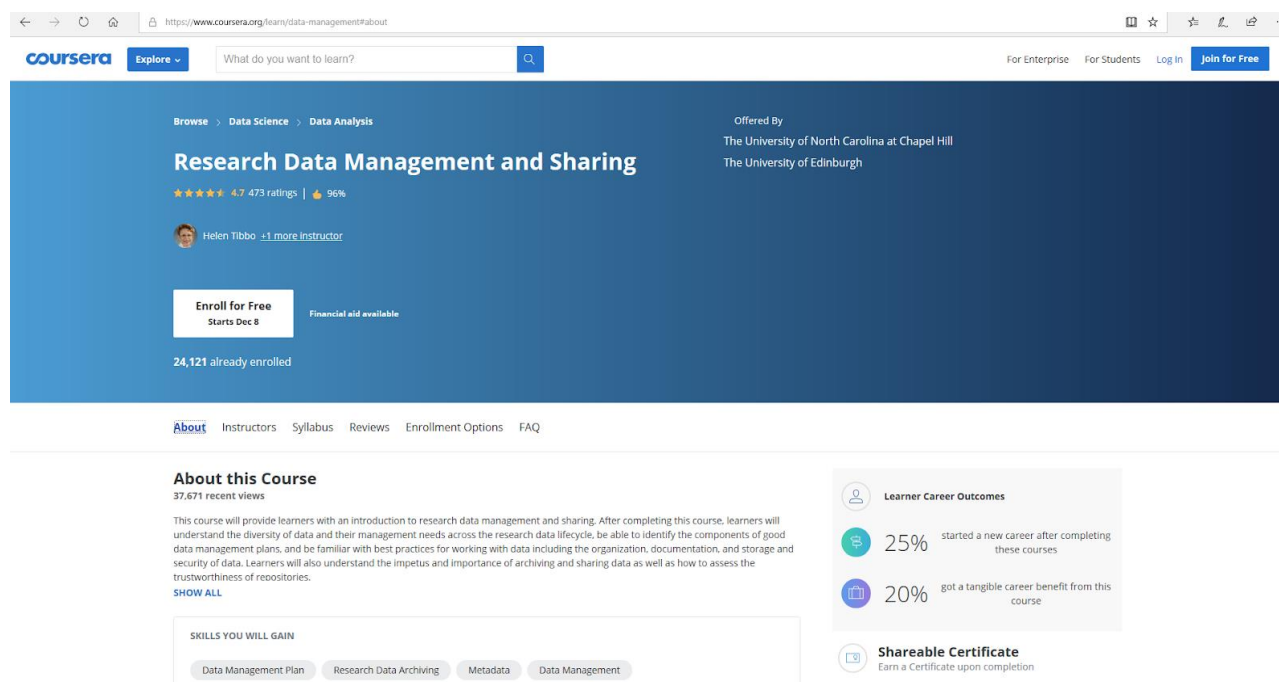 https://www.coursera.org/learn/data-management#about
coursera
Explore
What do you want to learn?
For Enterprise
For Students
Log In
Join for Free
Browse > Data Science > Data Analysis
Research Data Management and Sharing
4.7 473 ratings | 96%
Helen Tibbo +1 more instructor
Enroll for Free
Starts Dec 8
Financial aid available
24,121 already enrolled
Offered By
The University of North Carolina at Chapel Hill
The University of Edinburgh
About Instructors Syllabus Reviews Enrollment Options FAQ
About this Course
37,671 recent views
This course will provide learners with an introduction to research data management and sharing. After completing this course, learners will
understand the diversity of data and their management needs across the research data lifecycle, be able to identify the components of good
data management plans, and be familiar with best practices for working with data including the organization, documentation, and storage and
security of data. Learners will also understand the impetus and importance of archiving and sharing data as well as how to assess the
trustworthiness of repositories.
SHOW ALL
SKILLS YOU WILL GAIN
Data Management Plan
Research Data Archiving
Metadata
Data Management
Learner Career Outcomes
25% started a new career after completing
these courses
20% got a tangible career benefit from this
course
Shareable Certificate
Earn a Certificate upon completion